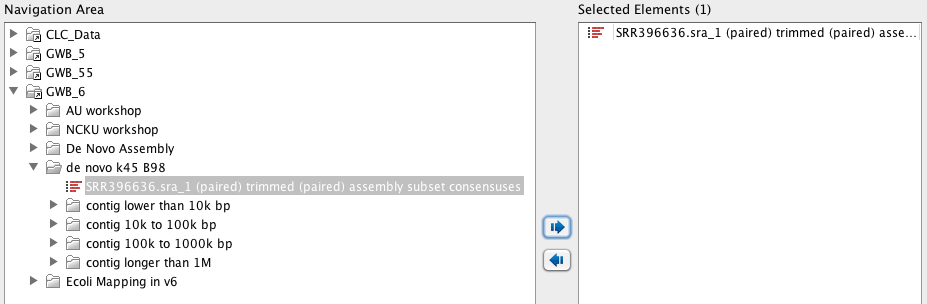 Navigation Area
CLC_Data
GWB_5
GWB_55
GWB_6
AU workshop
NCKU workshop
De Novo Assembly
de novo k45 B98
SRR396636.sra_1 (paired) trimmed (paired) assembly subset consensuses
contig lower than 10k bp
contig 10k to 100k bp
contig 100k to 1000k bp
contig longer than 1M
Ecoli Mapping in v6
Selected Elements (1)
SRR396636.sra_1 (paired) trimmed (paired) asse...